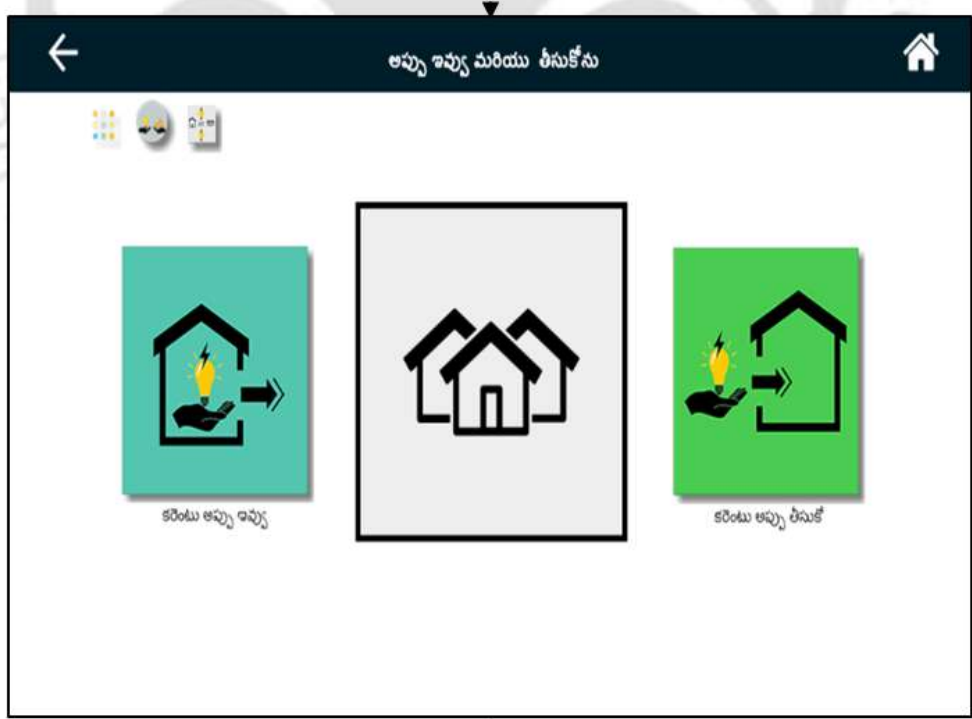 అప్పు ఇవ్వు మరియు తీసుకోను
కరెంటు అప్పు ఇవ్వు
కరెంటు అప్పు తీసుకో